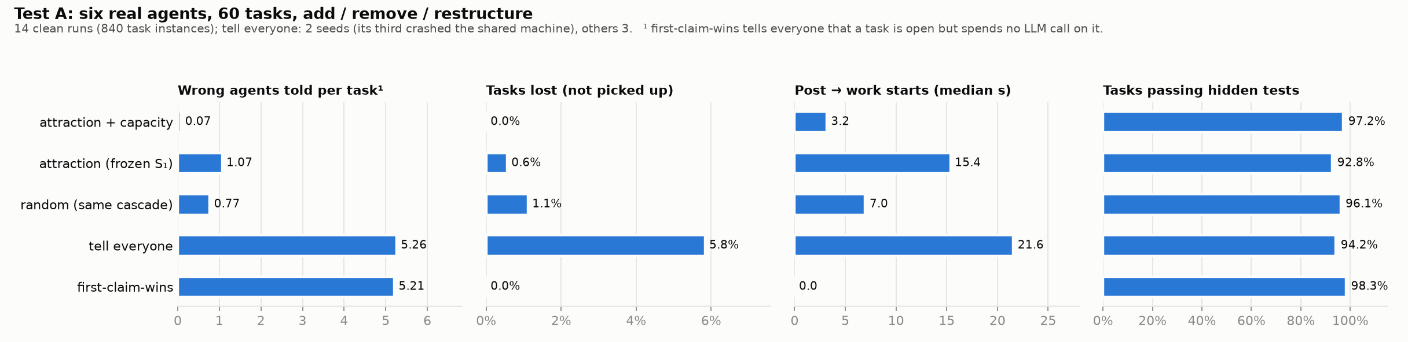 Test A: six real agents, 60 tasks, add / remove / restructure
14 clean runs (840 task instances); tell everyone: 2 seeds (its third crashed the shared machine), others 3.   ¹ first-claim-wins tells everyone that a task is open but spends no LLM call on it.
Wrong agents told per task¹
Tasks lost (not picked up)
Post → work starts (median s)
Tasks passing hidden tests
attraction + capacity 0.07 0.0% 3.2 97.2%
attraction (frozen S₁) 1.07 0.6% 15.4 92.8%
random (same cascade) 0.77 1.1% 7.0 96.1%
tell everyone 5.26 5.8% 21.6 94.2%
first-claim-wins 5.21 0.0% 0.0 98.3%
0 1 2 3 4 5 6
0% 2% 4% 6%
0 5 10 15 20 25
0% 20% 40% 60% 80% 100%